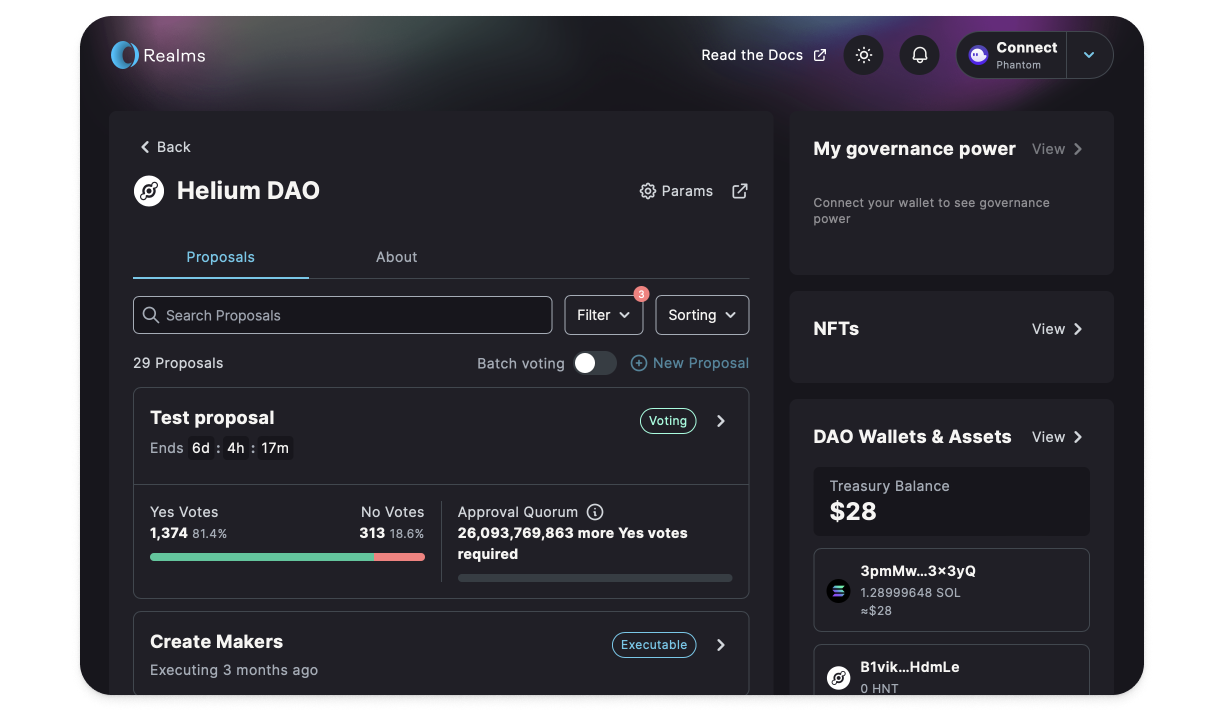 Realms
Read the Docs
Connect
Phantom
Back
Helium DAO
Params
Proposals
About
Search Proposals
Filter
3
Sorting
29 Proposals
Batch voting
New Proposal
Test proposal
Voting
Ends 6d : 4h : 17m
Yes Votes
1,374 81.4%
No Votes
313 18.6%
Approval Quorum
26,093,769,863 more Yes votes
required
Create Makers
Executable
Executing 3 months ago
My governance power
View
Connect your wallet to see governance
power
NFTs
View
DAO Wallets & Assets
View
Treasury Balance
$28
3pmMw...3x3yQ
1.28999648 SOL
≈$28
B1vik...HdmLe
0 HNT